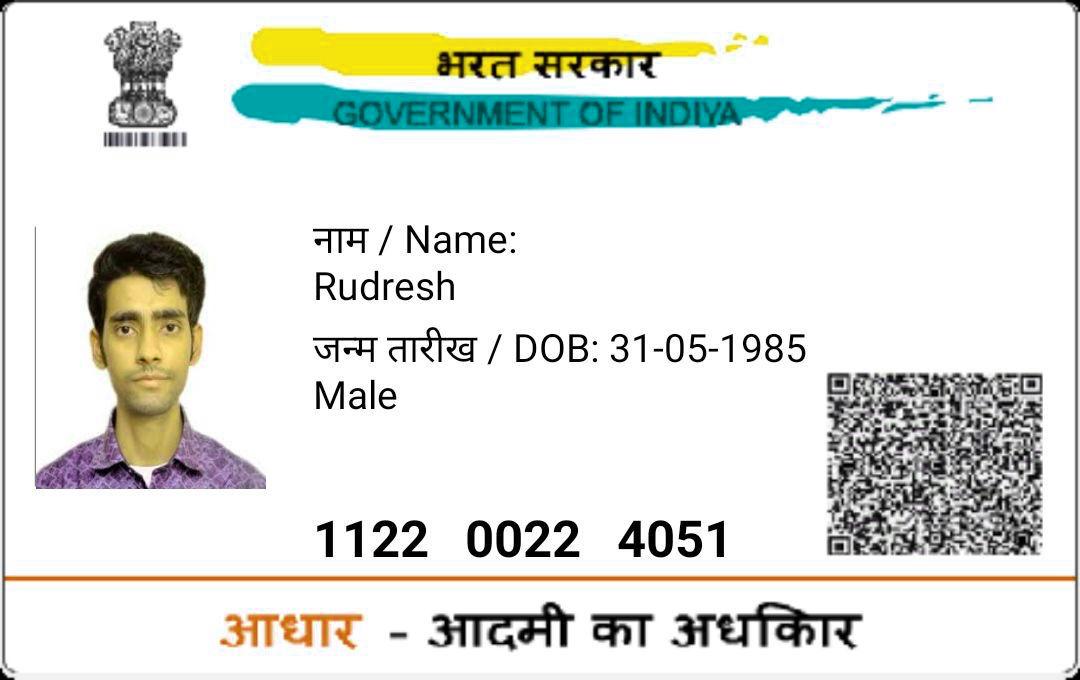 भरत सरकार
GOVERNMENT OF INDIYA
नाम / Name:
Rudresh
जन्म तारीख / DOB: 31-05-1985
Male
1122 0022 4051
आधार - आदमी का अधकिार